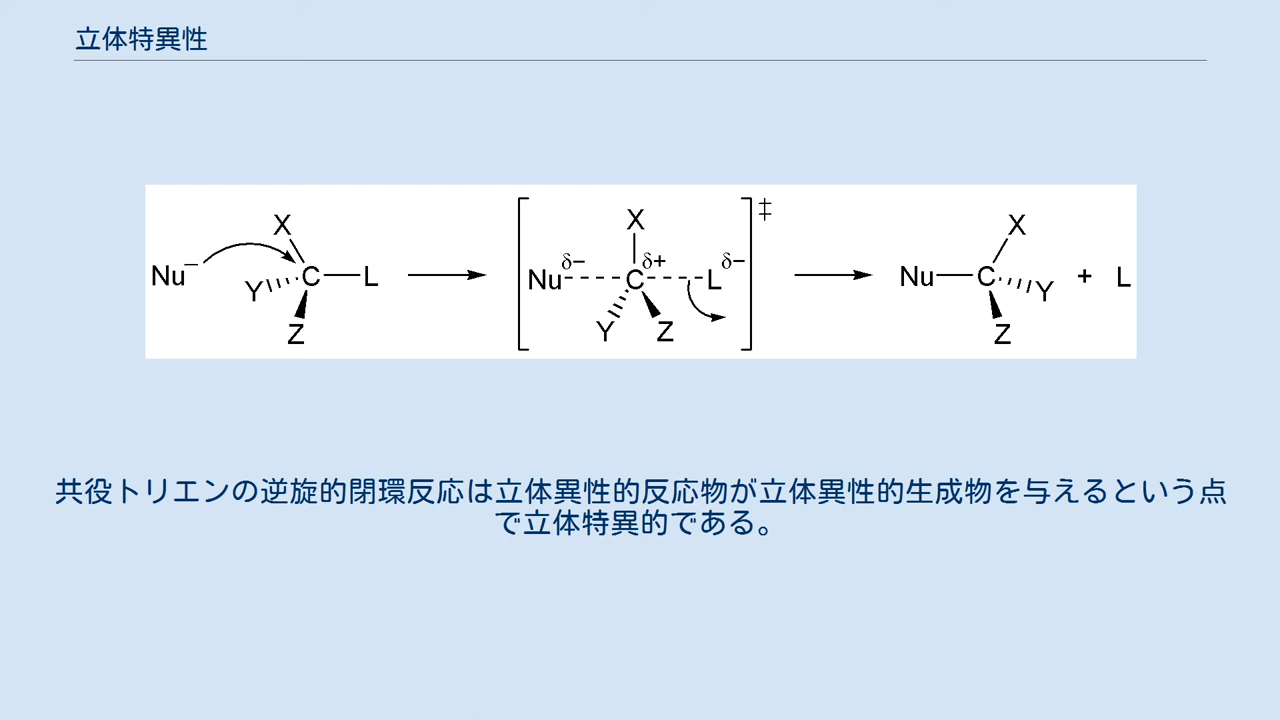 立体特異性
Nu− X Y C L Z Nu δ− X C δ+ L δ− Y Z ‡ Nu C X Y Z + L
共役トリエンの逆旋的閉環反応は立体異性的反応物が立体異性的生成物を与えるという点
で立体特異的である。